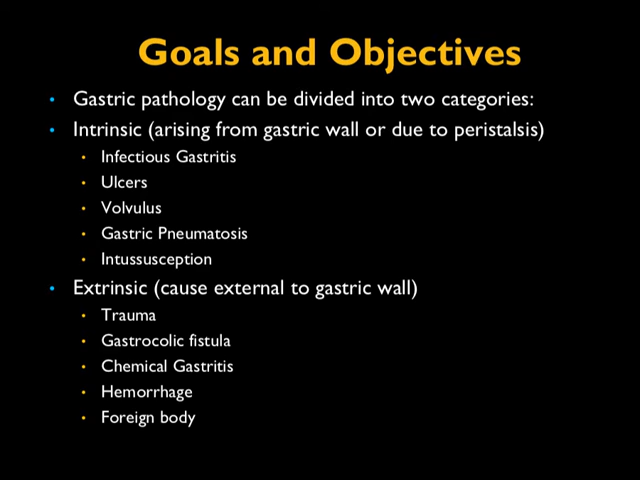 Goals and Objectives
• Gastric pathology can be divided into two categories:
• Intrinsic (arising from gastric wall or due to peristalsis)
• Infectious Gastritis
• Ulcers
• Volvulus
• Gastric Pneumatosis
• Intussusception
• Extrinsic (cause external to gastric wall)
• Trauma
• Gastrocolic fistula
• Chemical Gastritis
• Hemorrhage
• Foreign body